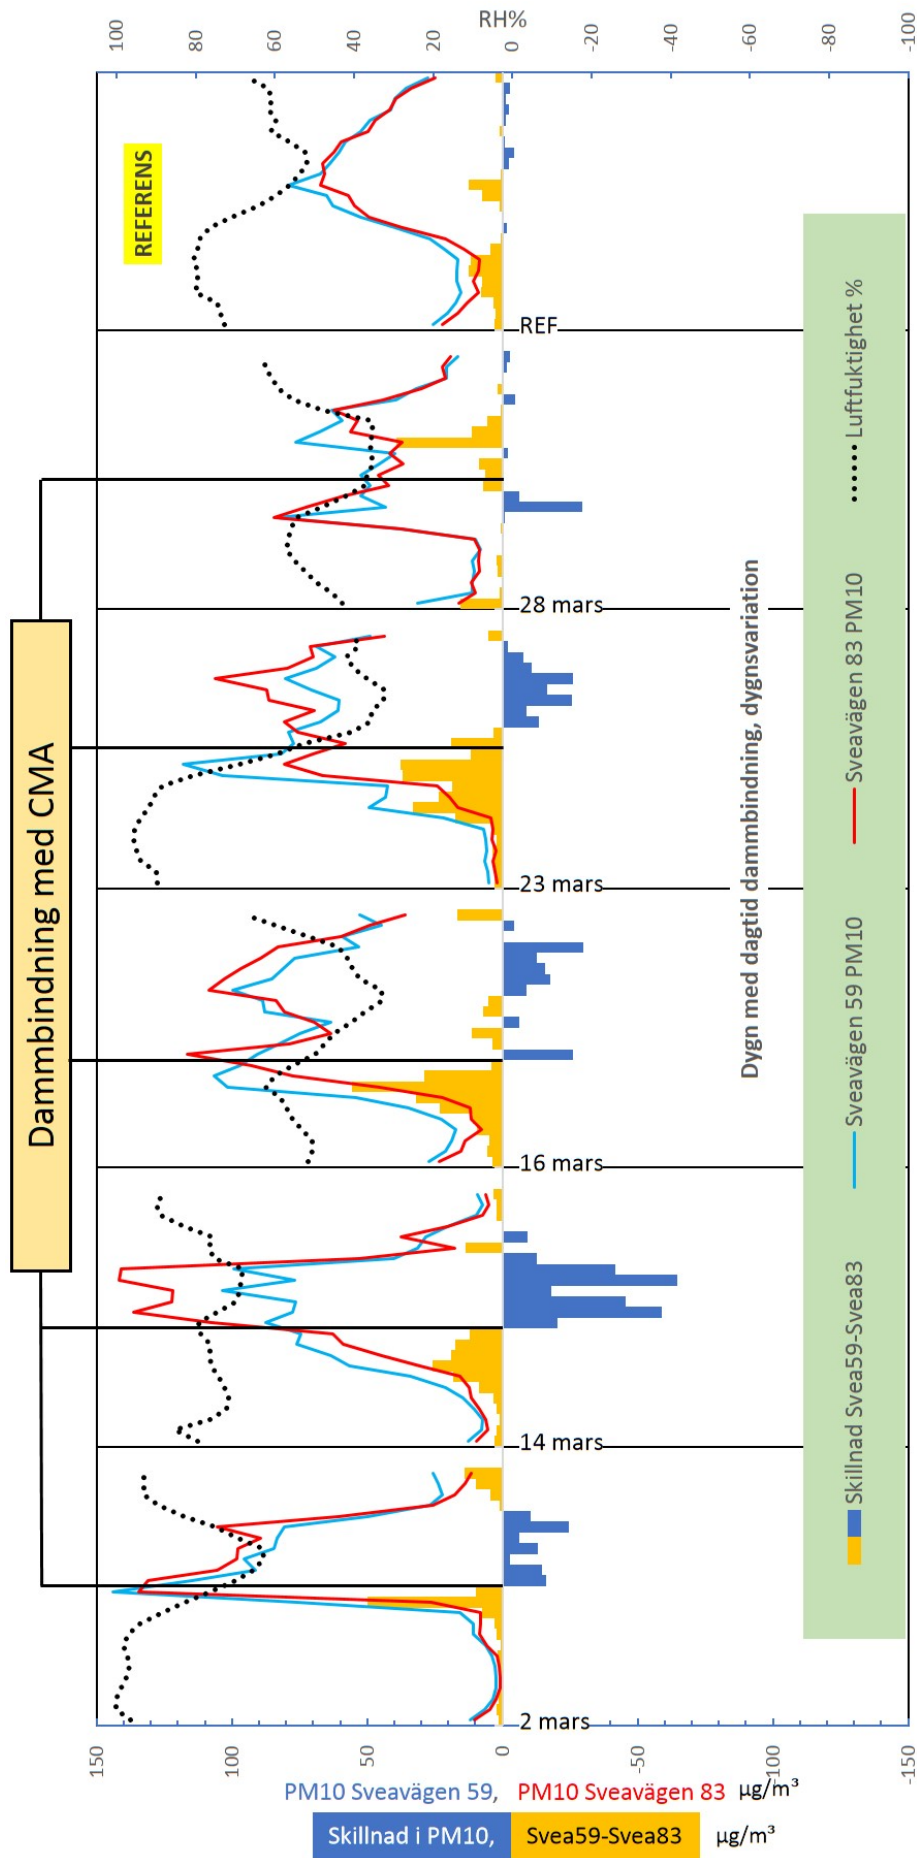 Dammbindning med CMA
REFERENS
RH%
100
80
60
40
20
0
-20
-40
-60
-80
-100
150
100
50
0
-50
-100
-150
2 mars
14 mars
16 mars
23 mars
28 mars
REF
Dygn med dagtid dammbindning, dygnsvariation
Skillnad Svea59-Svea83
Sveavägen 59 PM10
Sveavägen 83 PM10
Luftfuktighet %
PM10 Sveavägen 59, PM10 Sveavägen 83 µg/m³
Skillnad i PM10, Svea59-Svea83 µg/m³